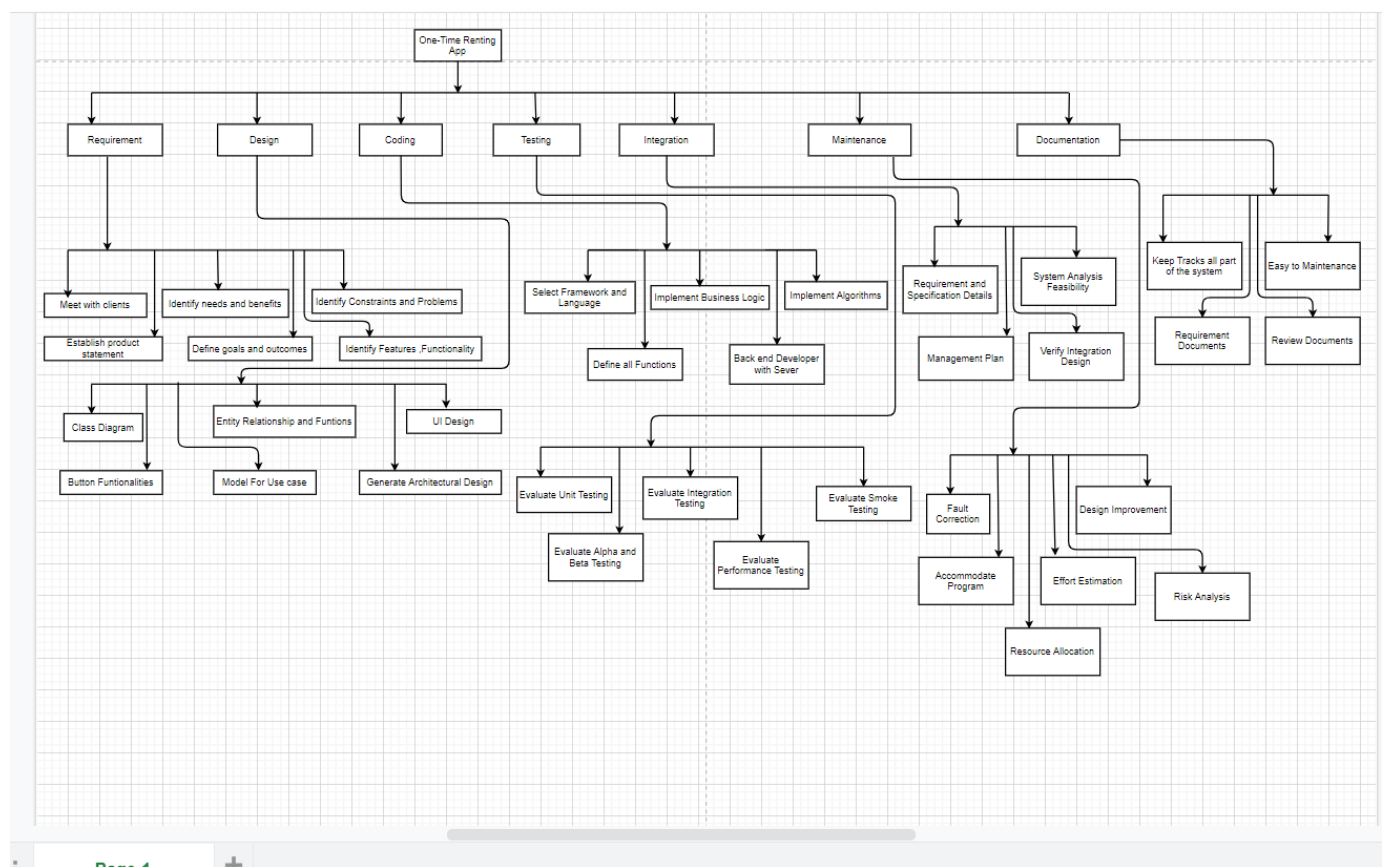 One-Time Renting
App
Requirement
Design
Coding
Testing
Integration
Maintenance
Documentation
Meet with clients
Identify needs and benefits
Identify Constraints and Problems
Establish product
statement
Define goals and outcomes
Identify Features ,Functionality
Class Diagram
Entity Relationship and Funtions
UI Design
Button Funtionalities
Model For Use case
Generate Architectural Design
Select Framework and
Language
Implement Business Logic
Implement Algorithms
Define all Functions
Back end Developer
with Sever
Evaluate Unit Testing
Evaluate Integration
Testing
Evaluate Smoke
Testing
Evaluate Alpha and
Beta Testing
Evaluate
Performance Testing
Requirement and
Specification Details
System Analysis
Feasibility
Management Plan
Verify Integration
Design
Fault
Correction
Design Improvement
Accommodate
Program
Effort Estimation
Risk Analysis
Resource Allocation
Keep Tracks all part
of the system
Easy to Maintenance
Requirement
Documents
Review Documents
Page-1